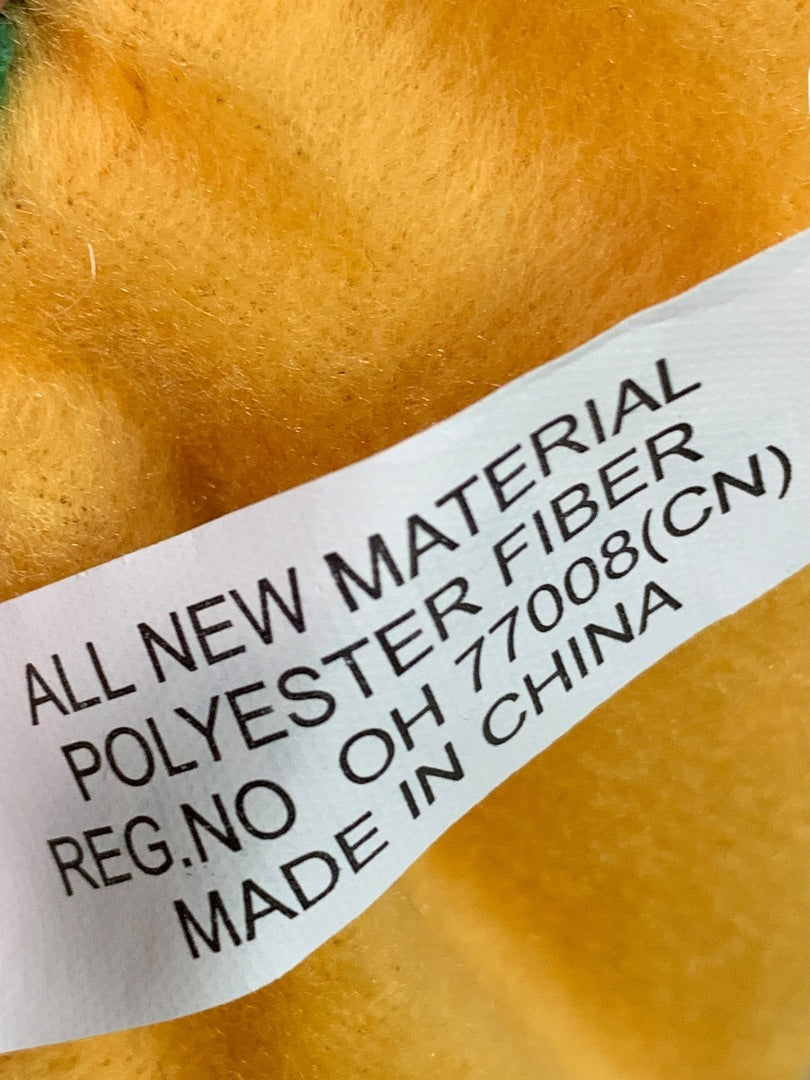 ALL NEW MATERIAL
POLYESTER FIBER
REG.NO OH 77008(CN)
MADE IN CHINA